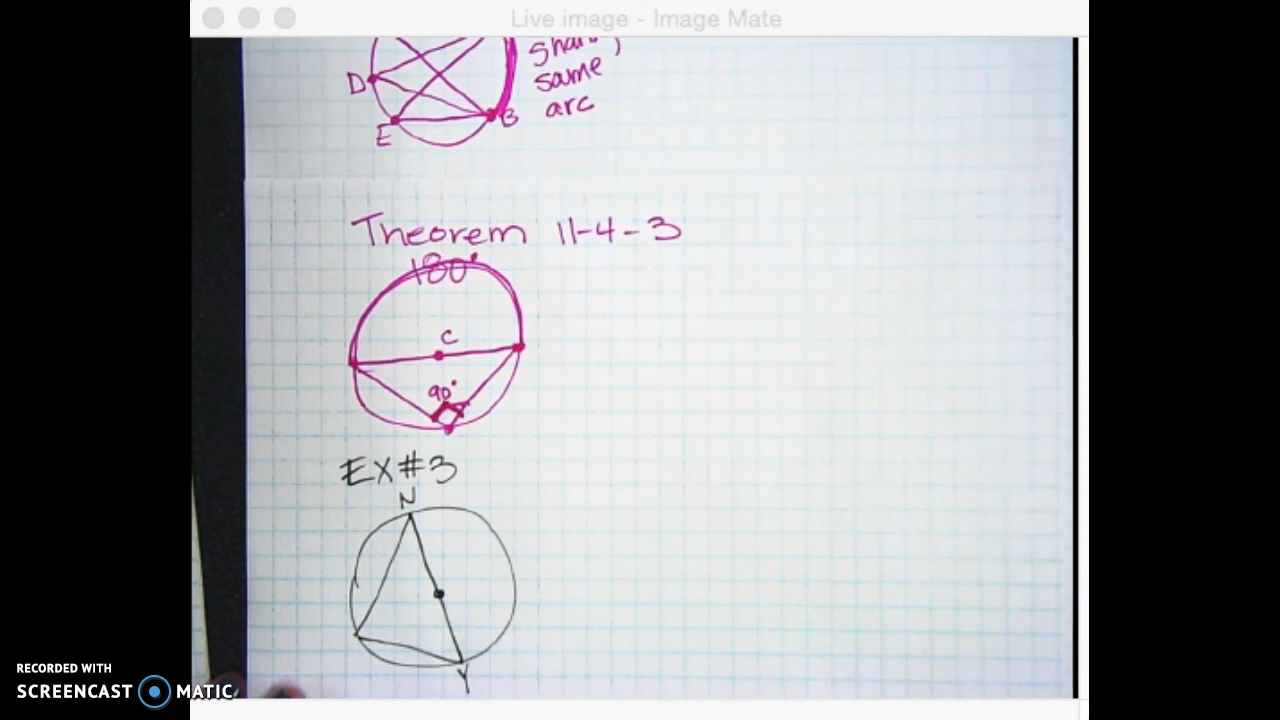 Live image - Image Mate
same
arc
D
E
B
Theorem 11-4-3
180°
C
90°
EX#3
N
Y
RECORDED WITH
SCREENCAST MATIC